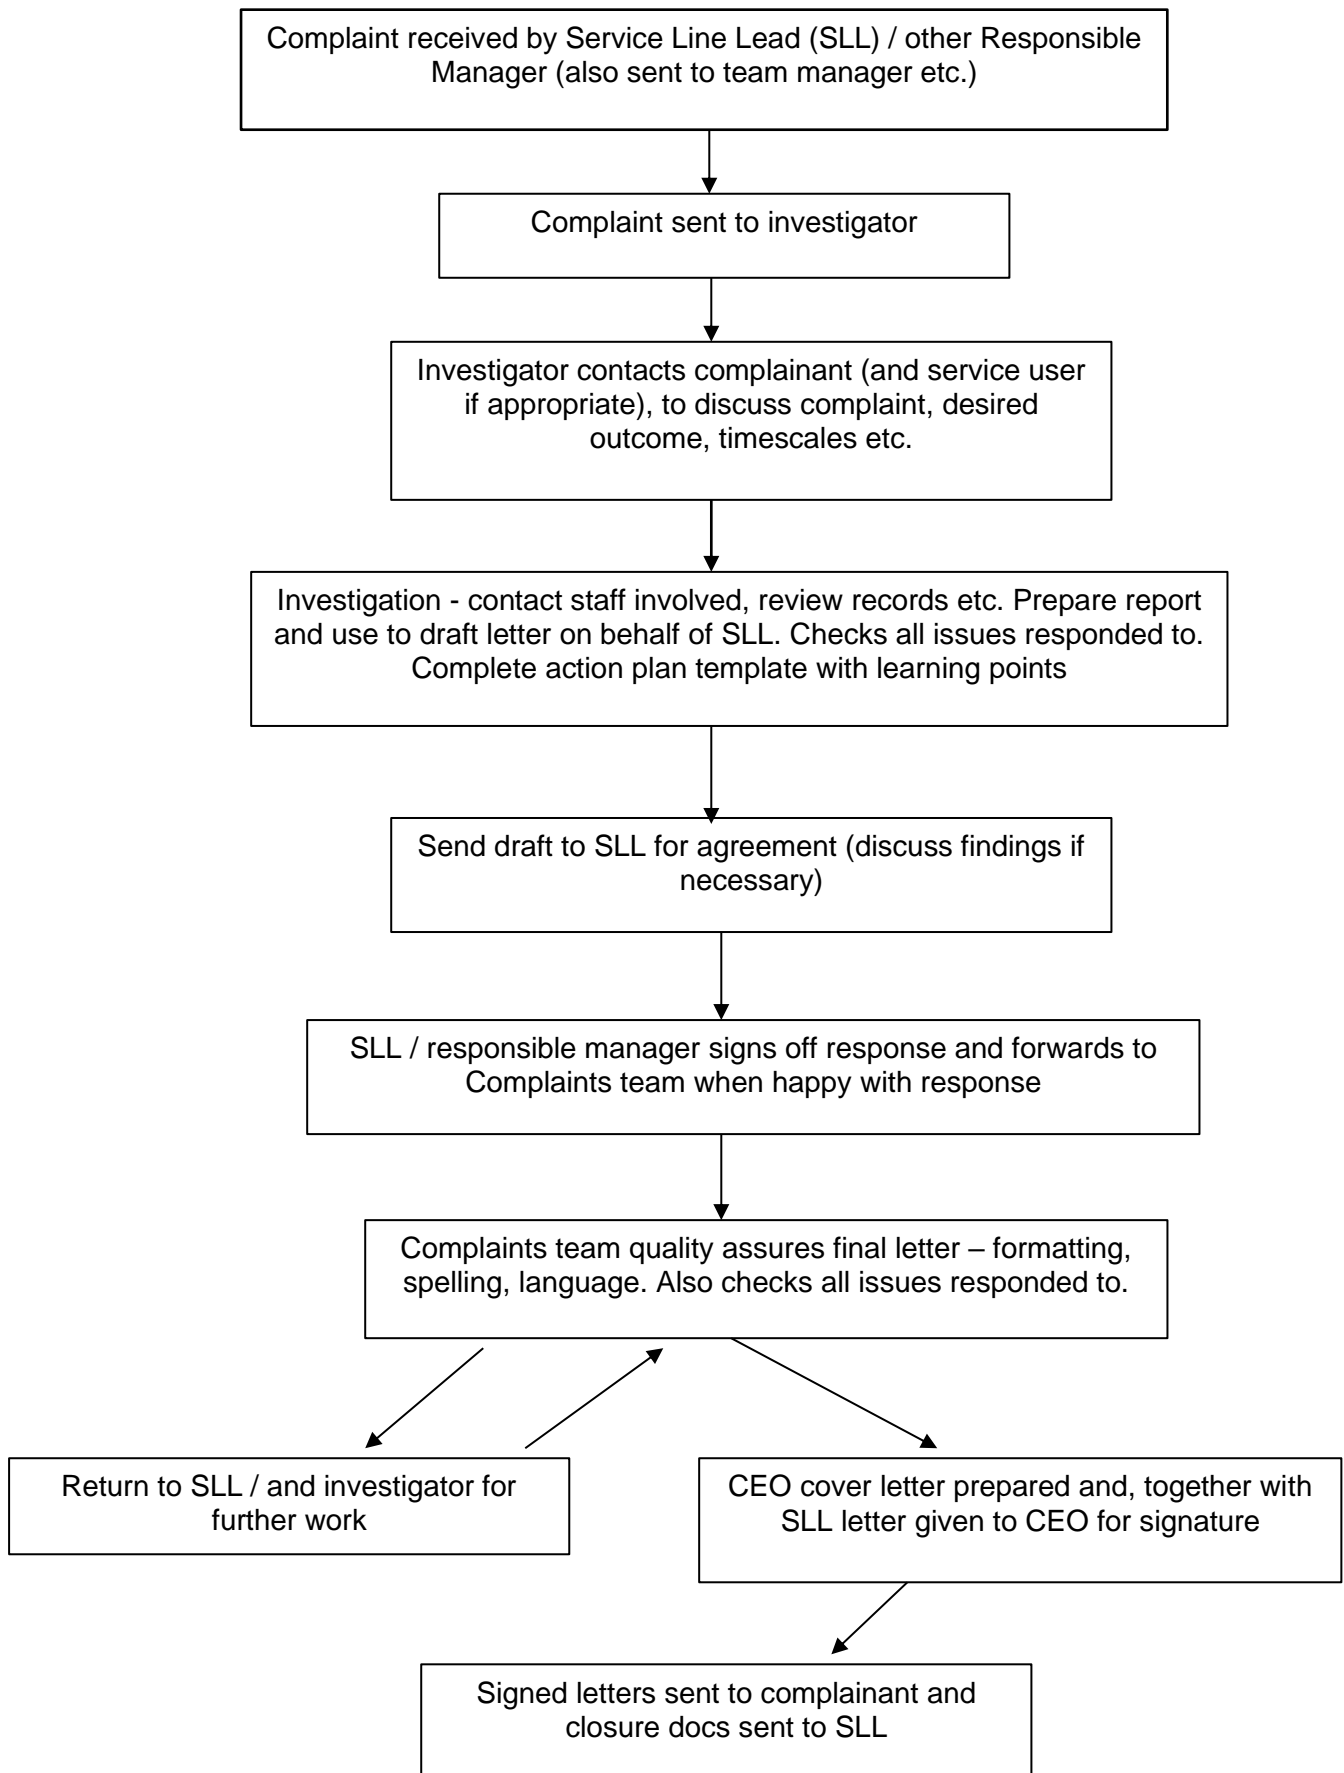 Complaint received by Service Line Lead (SLL) / other Responsible
Manager (also sent to team manager etc.)
Complaint sent to investigator
Investigator contacts complainant (and service user
if appropriate), to discuss complaint, desired
outcome, timescales etc.
Investigation - contact staff involved, review records etc. Prepare report
and use to draft letter on behalf of SLL. Checks all issues responded to.
Complete action plan template with learning points
Send draft to SLL for agreement (discuss findings if
necessary)
SLL / responsible manager signs off response and forwards to
Complaints team when happy with response
Complaints team quality assures final letter – formatting,
spelling, language. Also checks all issues responded to.
Return to SLL / and investigator for
further work
CEO cover letter prepared and, together with
SLL letter given to CEO for signature
Signed letters sent to complainant and
closure docs sent to SLL